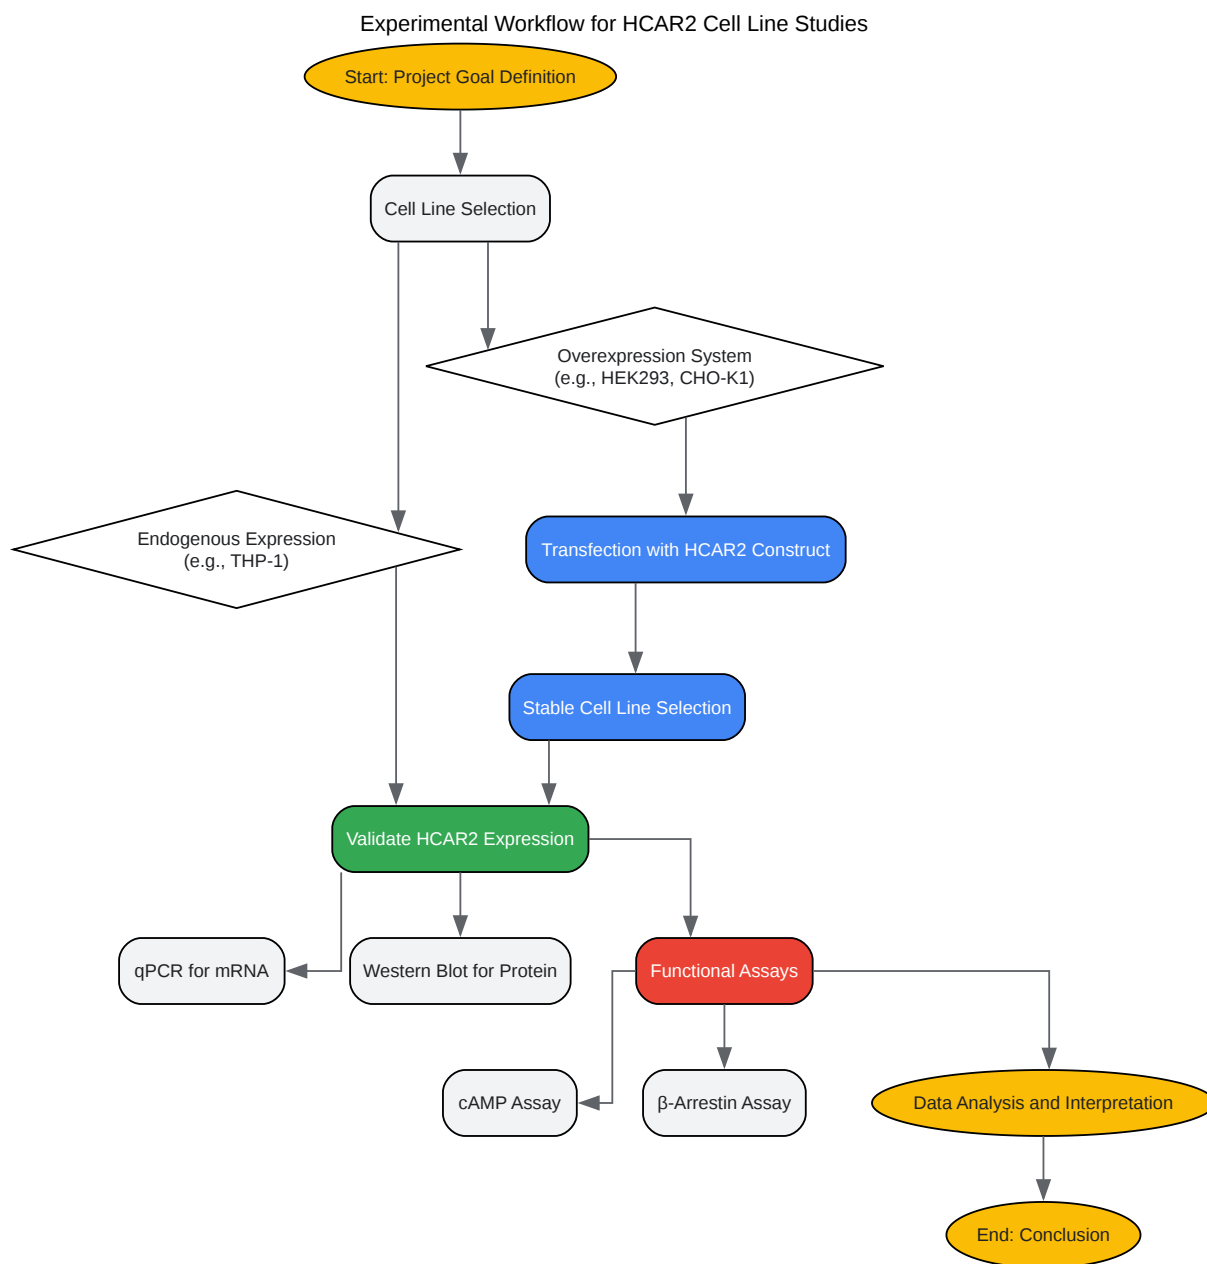 Experimental Workflow for HCAR2 Cell Line Studies
Start: Project Goal Definition
Cell Line Selection
Overexpression System
(e.g., HEK293, CHO-K1)
Endogenous Expression
(e.g., THP-1)
Transfection with HCAR2 Construct
Stable Cell Line Selection
Validate HCAR2 Expression
qPCR for mRNA
Western Blot for Protein
Functional Assays
cAMP Assay
β-Arrestin Assay
Data Analysis and Interpretation
End: Conclusion